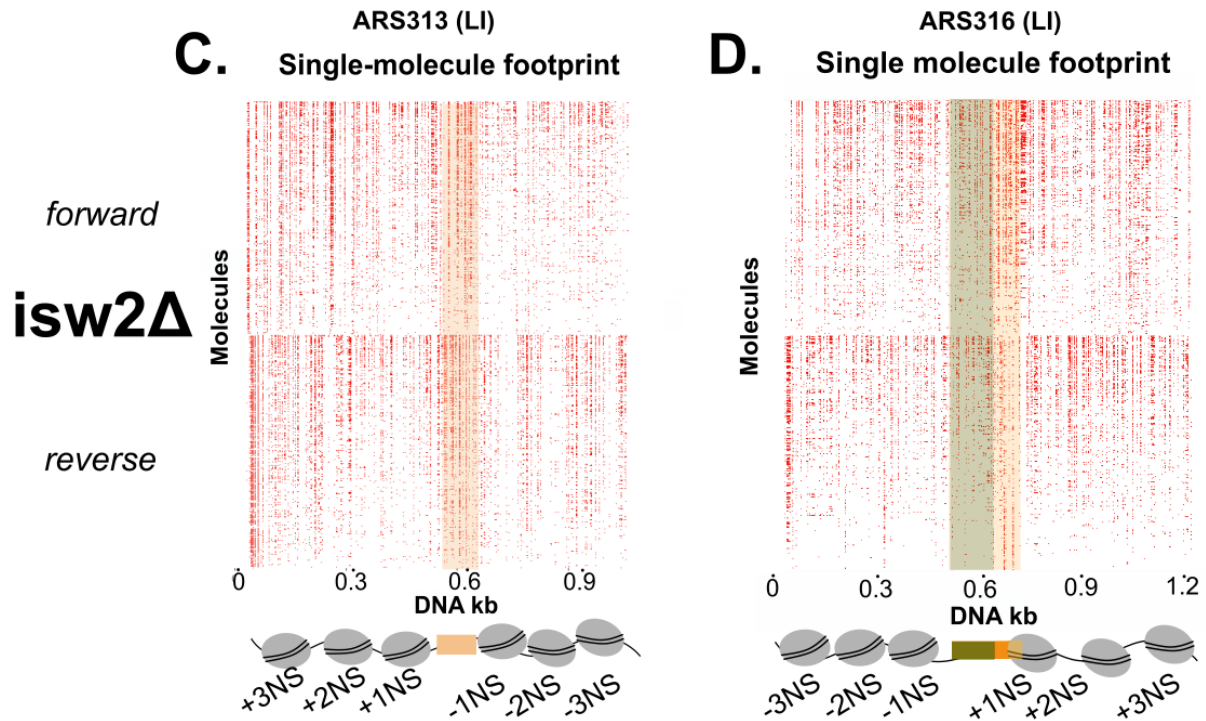 ARS313 (LI)
C. Single-molecule footprint
ARS316 (LI)
D. Single molecule footprint
forward
isw2Δ
reverse
Molecules
0 0.3 0.6 0.9
DNA kb
+3NS +2NS +1NS -1NS -2NS -3NS
Molecules
0 0.3 0.6 0.9 1.2
DNA kb
-3NS -2NS -1NS +1NS +2NS +3NS